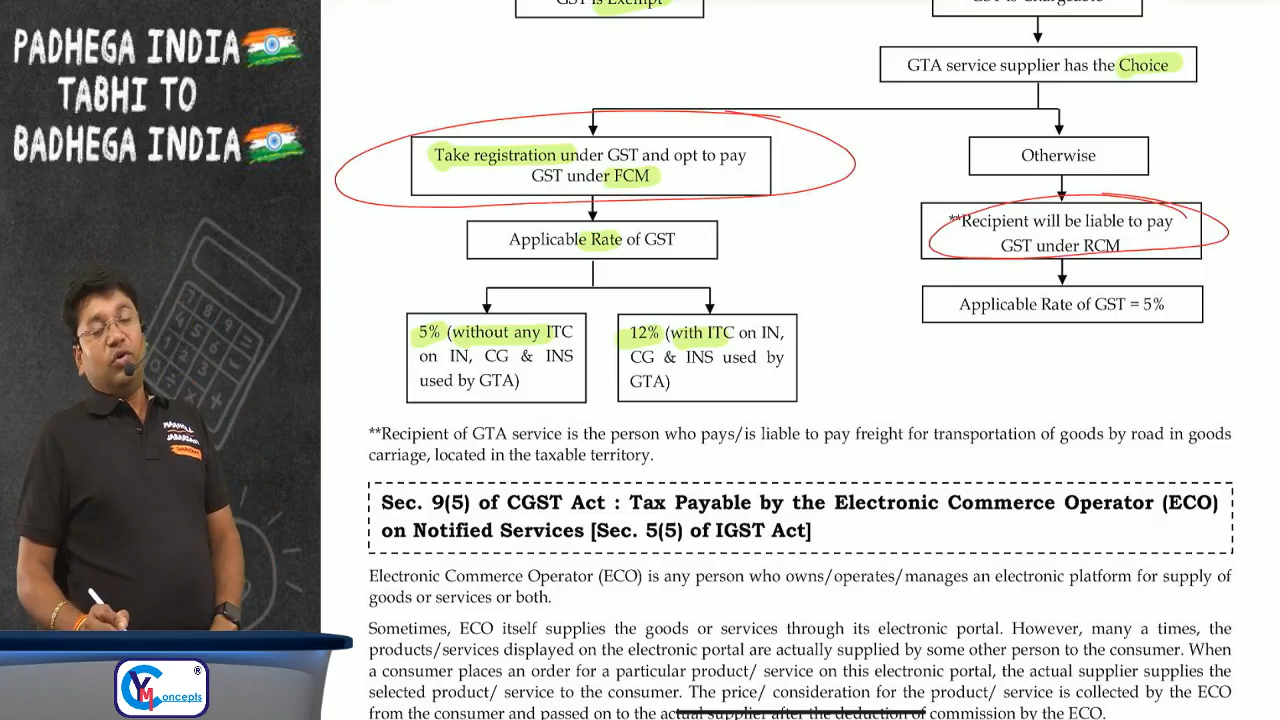 PADHEGA INDIA
TABHI TO
BADHEGA INDIA
GST is Exempt
GST is Chargeable
GTA service supplier has the Choice
Take registration under GST and opt to pay
GST under FCM
Otherwise
**Recipient will be liable to pay
GST under RCM
Applicable Rate of GST
Applicable Rate of GST = 5%
5% (without any ITC
on IN, CG & INS
used by GTA)
12% (with ITC on IN,
CG & INS used by
GTA)
**Recipient of GTA service is the person who pays/is liable to pay freight for transportation of goods by road in goods
carriage, located in the taxable territory.
Sec. 9(5) of CGST Act : Tax Payable by the Electronic Commerce Operator (ECO)
on Notified Services [Sec. 5(5) of IGST Act]
Electronic Commerce Operator (ECO) is any person who owns/operates/manages an electronic platform for supply of
goods or services or both.
Sometimes, ECO itself supplies the goods or services through its electronic portal. However, many a times, the
products/services displayed on the electronic portal are actually supplied by some other person to the consumer. When
a consumer places an order for a particular product/ service on this electronic portal, the actual supplier supplies the
selected product/ service to the consumer. The price/ consideration for the product/ service is collected by the ECO
from the consumer and passed on to the actual supplier after the deduction of commission by the ECO.
YM Concepts
®